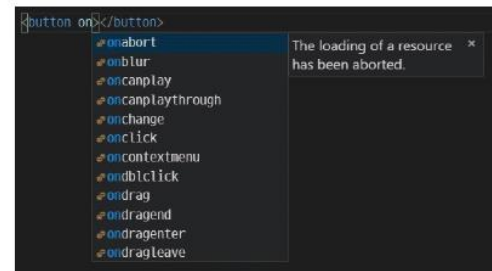 <button on></button>
onabort
The loading of a resource ×
has been aborted.
onblur
oncanplay
oncanplaythrough
onchange
onclick
oncontextmenu
ondblclick
ondrag
ondragend
ondragenter
ondragleave